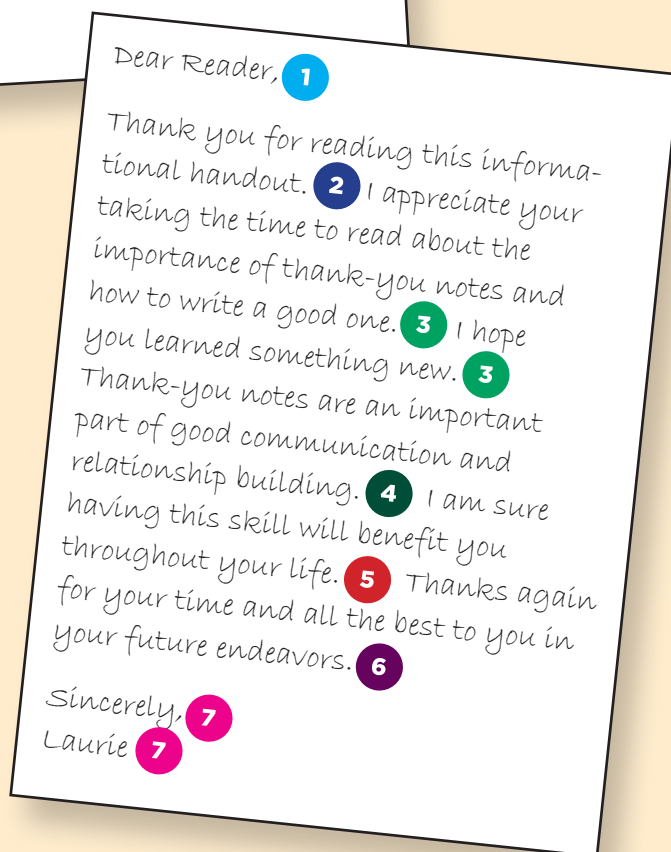 Dear Reader, 1
Thank you for reading this informa-
tional handout. 2 I appreciate your
taking the time to read about the
importance of thank-you notes and
how to write a good one. 3 I hope
you learned something new. 3
Thank-you notes are an important
part of good communication and
relationship building. 4 I am sure
having this skill will benefit you
throughout your life. 5 Thanks again
for your time and all the best to you in
your future endeavors. 6
Sincerely, 7
Laurie 7